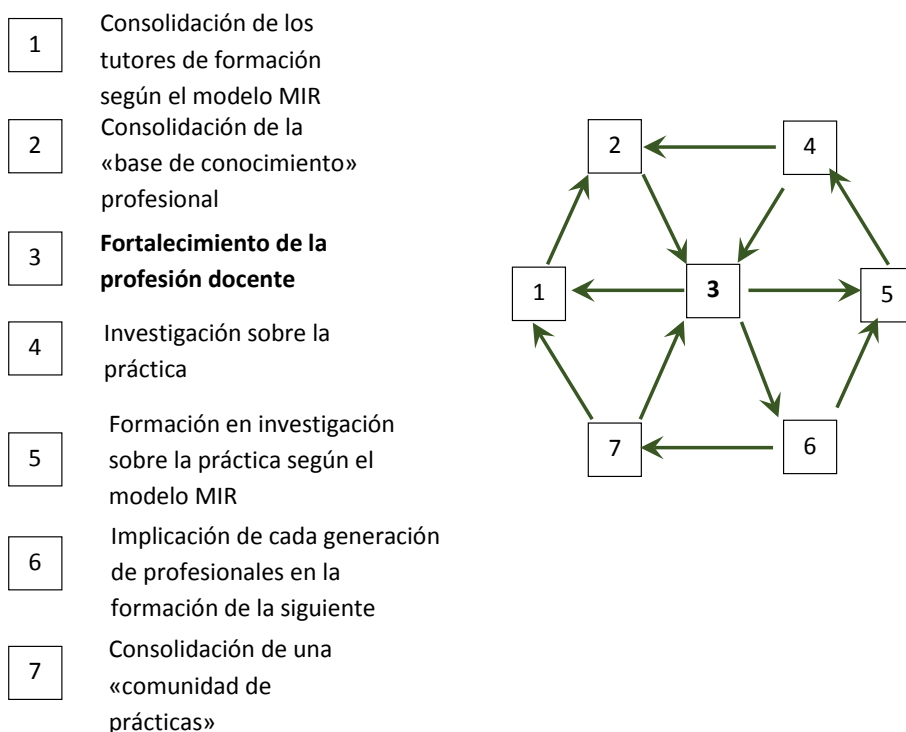 1
Consolidación de los
tutores de formación
según el modelo MIR
2
Consolidación de la
«base de conocimiento»
profesional
3
Fortalecimiento de la
profesión docente
4
Investigación sobre la
práctica
5
Formación en investigación
sobre la práctica según el
modelo MIR
6
Implicación de cada generación
de profesionales en la
formación de la siguiente
7
Consolidación de una
«comunidad de
prácticas»
2
4
1
3
5
7
6